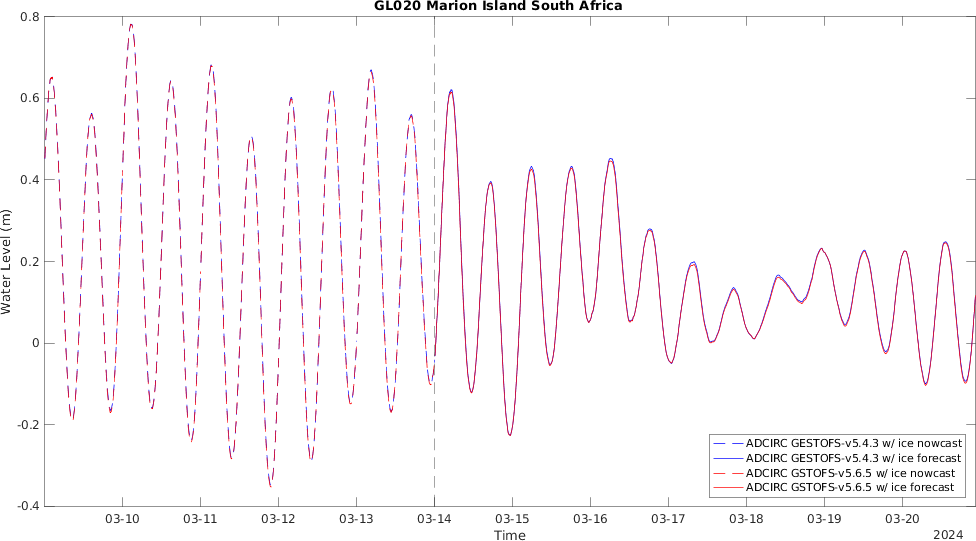 GL020 Marion Island South Africa
Water Level (m)
0.8
0.6
0.4
0.2
0
-0.2
-0.4
03-10 03-11 03-12 03-13 03-14 03-15 03-16 03-17 03-18 03-19 03-20
Time
2024
ADCIRC GESTOFS-v5.4.3 w/ ice nowcast
ADCIRC GESTOFS-v5.4.3 w/ ice forecast
ADCIRC GSTOFS-v5.6.5 w/ ice nowcast
ADCIRC GSTOFS-v5.6.5 w/ ice forecast